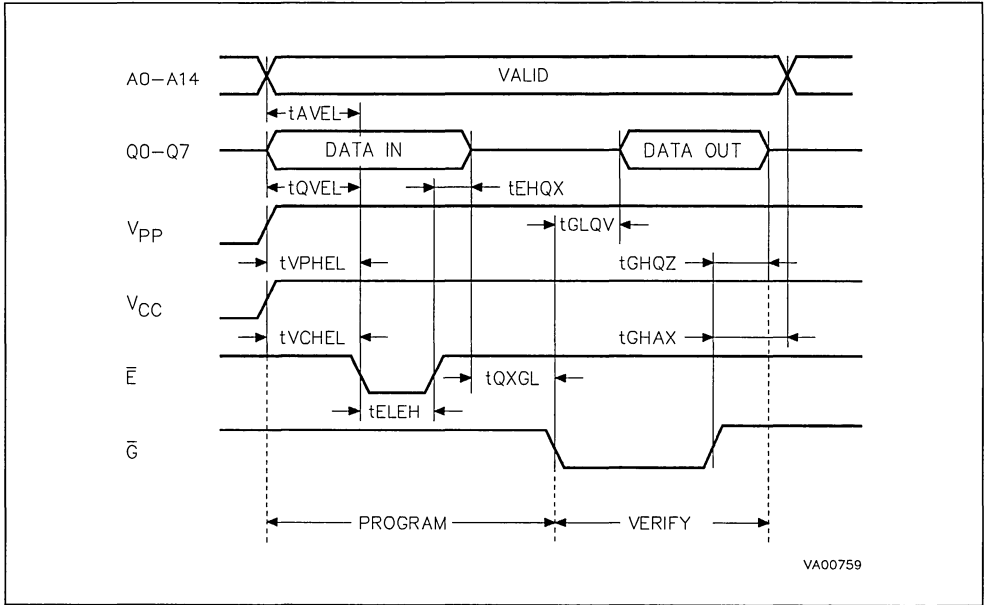 A0–A14
VALID
tAVEL
Q0–Q7
DATA IN
DATA OUT
tQVEL
tEHQX
VPP
tGLQV
tVPHEL
tGHQZ
VCC
tVCHEL
tGHAX
E̅
tQXGL
tELEH
G̅
PROGRAM
VERIFY
VA00759